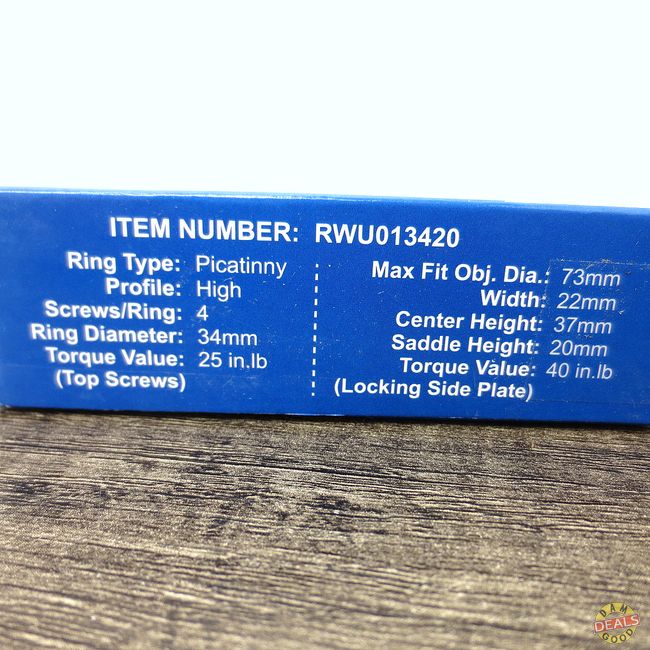 ITEM NUMBER: RWU013420
Ring Type: Picatinny
Profile: High
Screws/Ring: 4
Ring Diameter: 34mm
Torque Value: 25 in.lb
(Top Screws)
Max Fit Obj. Dia.: 73mm
Width: 22mm
Center Height: 37mm
Saddle Height: 20mm
Torque Value: 40 in.lb
(Locking Side Plate)
DAM
DEALS
GOOD